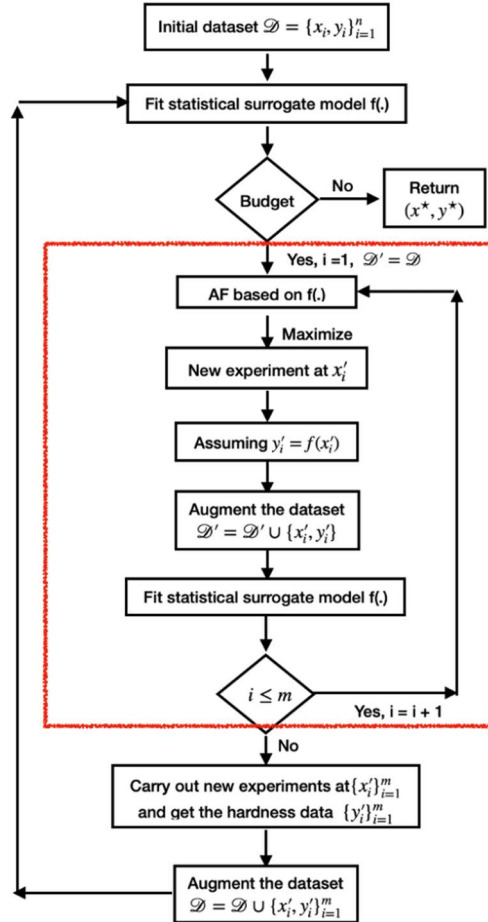 Initial dataset 𝒟 = {xᵢ, yᵢ}ⁿᵢ₌₁
Fit statistical surrogate model f(.)
Budget
No
Return
(x⋆, y⋆)
Yes, i =1, 𝒟′ = 𝒟
AF based on f(.)
Maximize
New experiment at x′ᵢ
Assuming y′ᵢ = f(x′ᵢ)
Augment the dataset
𝒟′ = 𝒟′ ∪ {x′ᵢ, y′ᵢ}
Fit statistical surrogate model f(.)
i ≤ m
Yes, i = i + 1
No
Carry out new experiments at{x′ᵢ}ᵐᵢ₌₁
and get the hardness data {y′ᵢ}ᵐᵢ₌₁
Augment the dataset
𝒟 = 𝒟 ∪ {x′ᵢ, y′ᵢ}ᵐᵢ₌₁